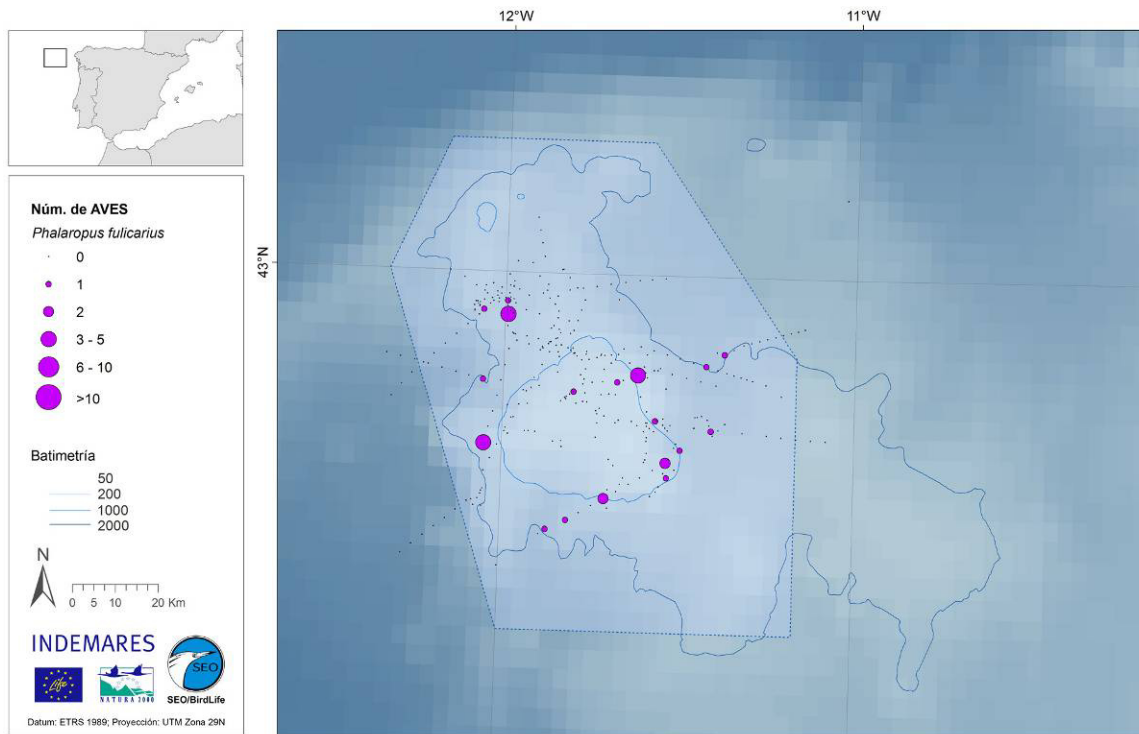 12°W
11°W
43°N
Núm. de AVES
Phalaropus fulicarius
0
1
2
3 - 5
6 - 10
>10
Batimetría
50
200
1000
2000
N
0 5 10 20 Km
INDEMARES
Life
NATURA 2000
SEO
SEO/BirdLife
Datum: ETRS 1989; Proyección: UTM Zona 29N